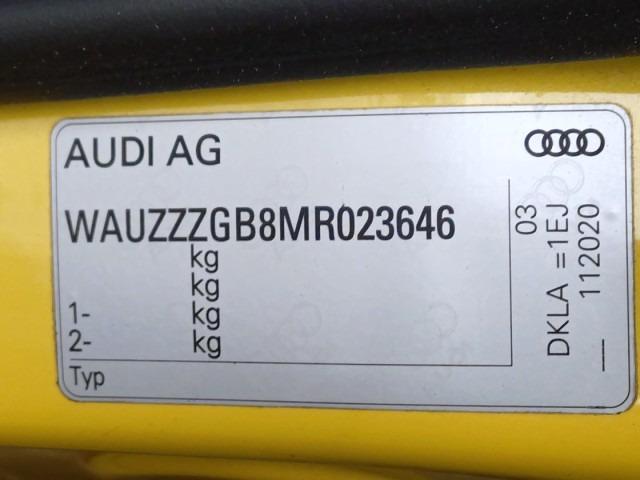 AUDI AG
WAUZZZGB8MR023646
kg
kg
1- kg
2- kg
Typ
03
DKLA =1EJ
112020